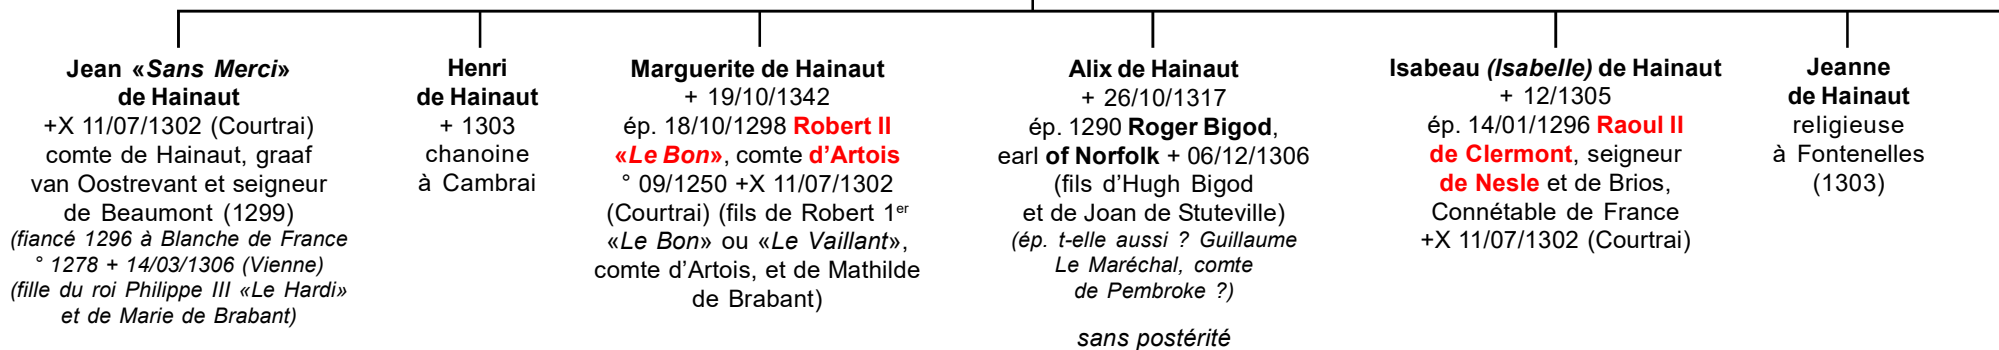 Jean «Sans Merci»
de Hainaut
+X 11/07/1302 (Courtrai)
comte de Hainaut, graaf
van Oostrevant et seigneur
de Beaumont (1299)
(fiancé 1296 à Blanche de France
° 1278 + 14/03/1306 (Vienne)
(fille du roi Philippe III «Le Hardi»
et de Marie de Brabant)
Henri
de Hainaut
+ 1303
chanoine
à Cambrai
Marguerite de Hainaut
+ 19/10/1342
ép. 18/10/1298 Robert II
«Le Bon», comte d’Artois
° 09/1250 +X 11/07/1302
(Courtrai) (fils de Robert 1er
«Le Bon» ou «Le Vaillant»,
comte d’Artois, et de Mathilde
de Brabant)
Alix de Hainaut
+ 26/10/1317
ép. 1290 Roger Bigod,
earl of Norfolk + 06/12/1306
(fils d’Hugh Bigod
et de Joan de Stuteville)
(ép. t-elle aussi ? Guillaume
Le Maréchal, comte
de Pembroke ?)
sans postérité
Isabeau (Isabelle) de Hainaut
+ 12/1305
ép. 14/01/1296 Raoul II
de Clermont, seigneur
de Nesle et de Brios,
Connétable de France
+X 11/07/1302 (Courtrai)
Jeanne
de Hainaut
religieuse
à Fontenelles
(1303)